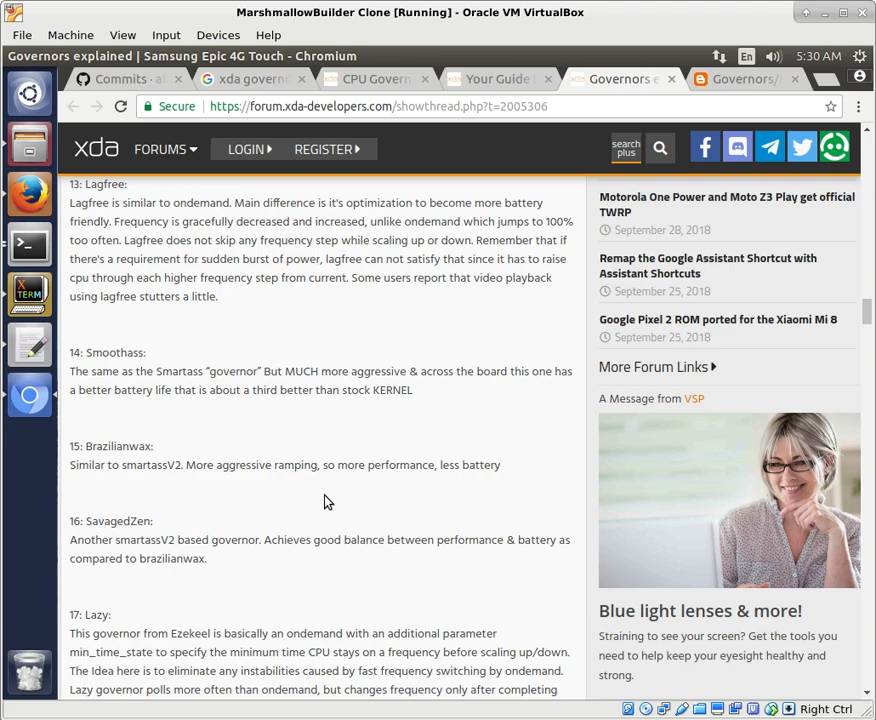 MarshmallowBuilder Clone [Running] - Oracle VM VirtualBox
File Machine View Input Devices Help
Governors explained | Samsung Epic 4G Touch - Chromium
En
5:30 AM
Commits · al
xda govern
CPU Govern
Your Guide
Governors e
Governors/I
Secure
https://forum.xda-developers.com/showthread.php?t=2005306
xda
FORUMS
LOGIN
REGISTER
search
plus
13: Lagfree:
Lagfree is similar to ondemand. Main difference is it's optimization to become more battery
friendly. Frequency is gracefully decreased and increased, unlike ondemand which jumps to 100%
too often. Lagfree does not skip any frequency step while scaling up or down. Remember that if
there's a requirement for sudden burst of power, lagfree can not satisfy that since it has to raise
cpu through each higher frequency step from current. Some users report that video playback
using lagfree stutters a little.
14: Smoothass:
The same as the Smartass “governor” But MUCH more aggressive & across the board this one has
a better battery life that is about a third better than stock KERNEL
15: Brazilianwax:
Similar to smartassV2. More aggressive ramping, so more performance, less battery
16: SavagedZen:
Another smartassV2 based governor. Achieves good balance between performance & battery as
compared to brazilianwax.
17: Lazy:
This governor from Ezekeel is basically an ondemand with an additional parameter
min_time_state to specify the minimum time CPU stays on a frequency before scaling up/down.
The Idea here is to eliminate any instabilities caused by fast frequency switching by ondemand.
Lazy governor polls more often than ondemand, but changes frequency only after completing
Motorola One Power and Moto Z3 Play get official
TWRP
September 28, 2018
Remap the Google Assistant Shortcut with
Assistant Shortcuts
September 25, 2018
Google Pixel 2 ROM ported for the Xiaomi Mi 8
September 25, 2018
More Forum Links
A Message from VSP
Blue light lenses & more!
Straining to see your screen? Get the tools you
need to help keep your eyesight healthy and
strong.
X
TERM
Right Ctrl